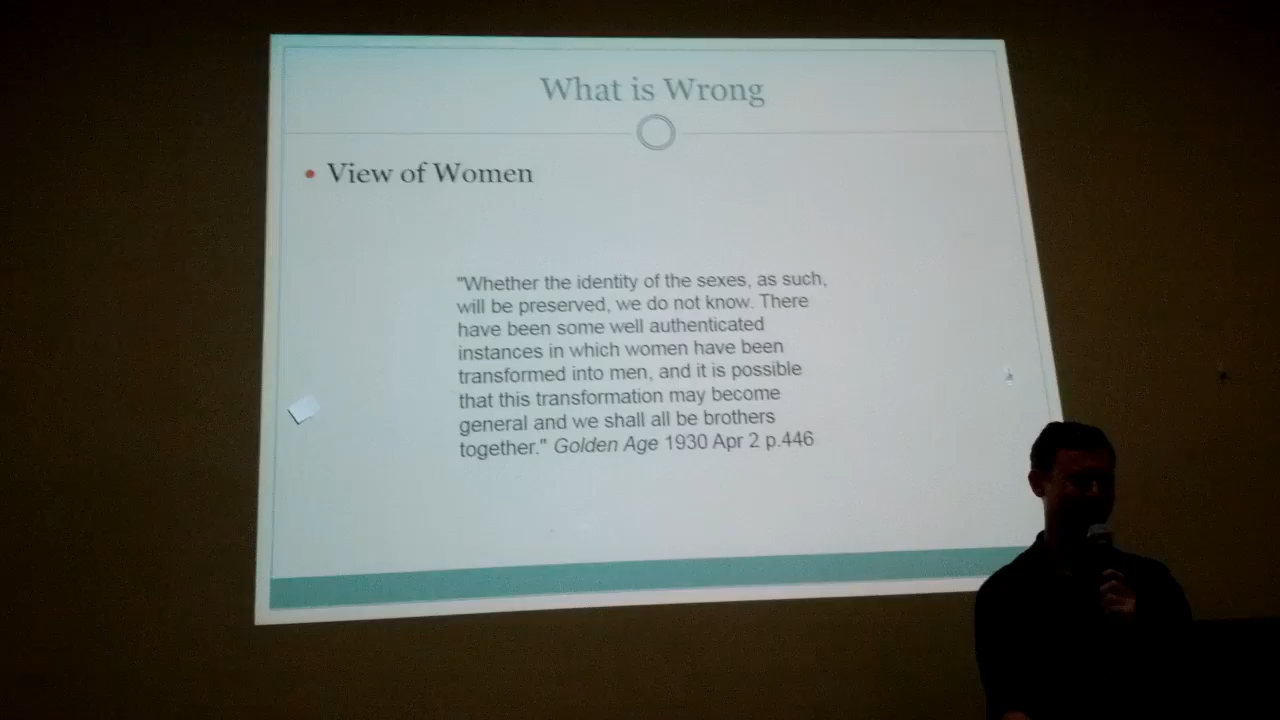 What is Wrong
• View of Women
"Whether the identity of the sexes, as such,
will be preserved, we do not know. There
have been some well authenticated
instances in which women have been
transformed into men, and it is possible
that this transformation may become
general and we shall all be brothers
together." Golden Age 1930 Apr 2 p.446